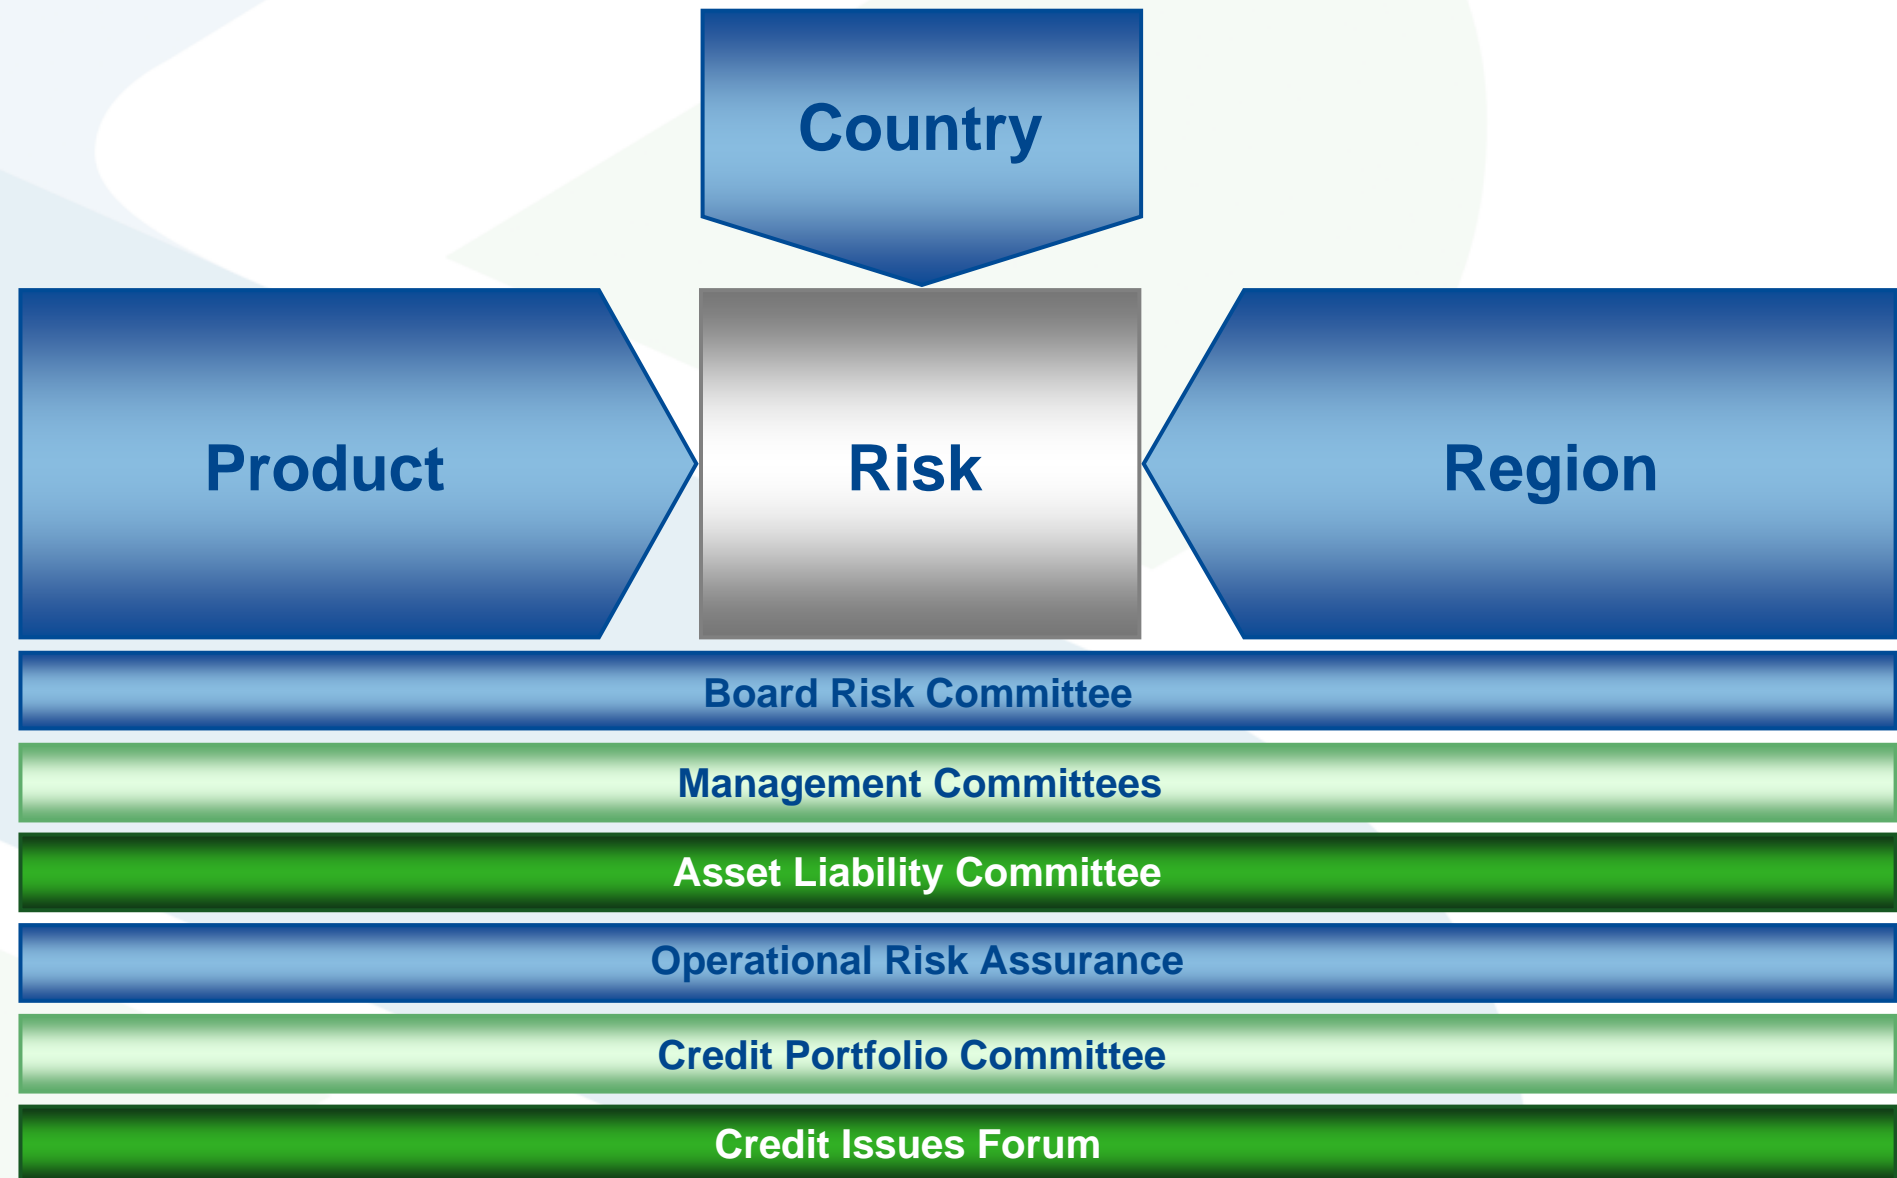 Country
Product
Risk
Region
Board Risk Committee
Management Committees
Asset Liability Committee
Operational Risk Assurance
Credit Portfolio Committee
Credit Issues Forum